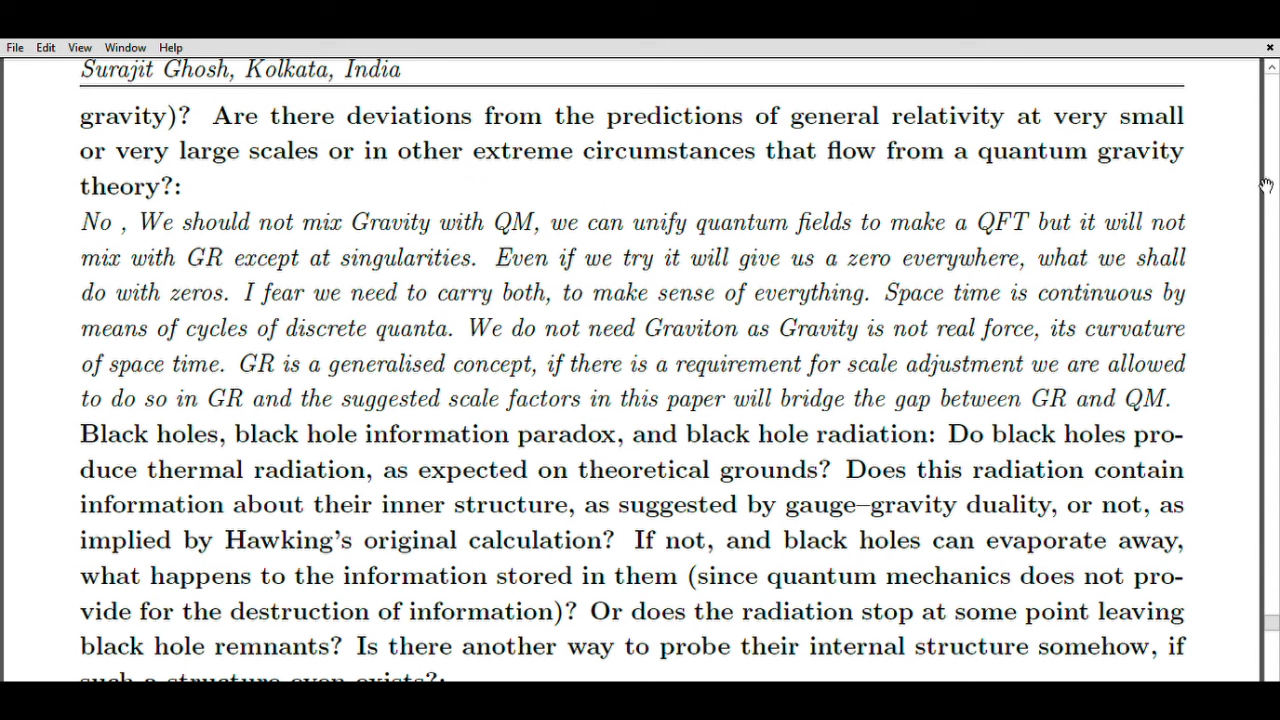 File Edit View Window Help
Surajit Ghosh, Kolkata, India
gravity)? Are there deviations from the predictions of general relativity at very small
or very large scales or in other extreme circumstances that flow from a quantum gravity
theory?:
No , We should not mix Gravity with QM, we can unify quantum fields to make a QFT but it will not
mix with GR except at singularities. Even if we try it will give us a zero everywhere, what we shall
do with zeros. I fear we need to carry both, to make sense of everything. Space time is continuous by
means of cycles of discrete quanta. We do not need Graviton as Gravity is not real force, its curvature
of space time. GR is a generalised concept, if there is a requirement for scale adjustment we are allowed
to do so in GR and the suggested scale factors in this paper will bridge the gap between GR and QM.
Black holes, black hole information paradox, and black hole radiation: Do black holes pro-
duce thermal radiation, as expected on theoretical grounds? Does this radiation contain
information about their inner structure, as suggested by gauge–gravity duality, or not, as
implied by Hawking's original calculation? If not, and black holes can evaporate away,
what happens to the information stored in them (since quantum mechanics does not pro-
vide for the destruction of information)? Or does the radiation stop at some point leaving
black hole remnants? Is there another way to probe their internal structure somehow, if
such a structure even exists?: